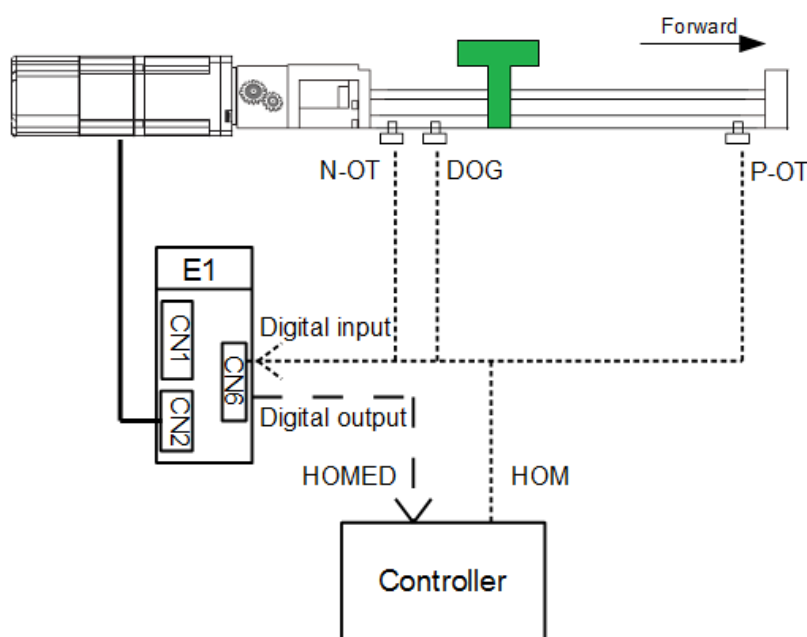 Forward
N-OT
DOG
P-OT
E1
CN1
CN6
CN2
Digital input
Digital output
HOMED
HOM
Controller